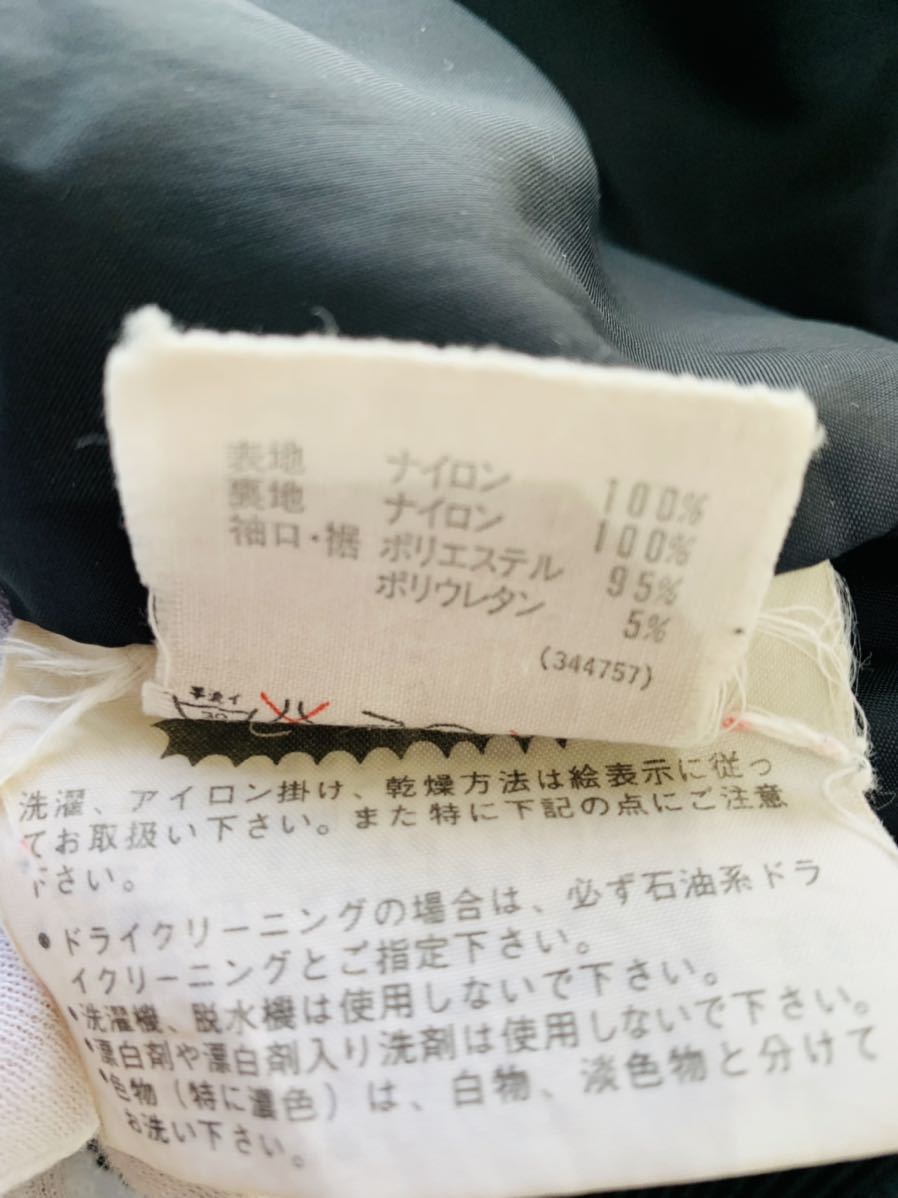 表地 ナイロン 100%
裏地 ナイロン 100%
袖口・裾 ポリエステル 95%
ポリウレタン 5%
(344757)
洗濯、アイロン掛け、乾燥方法は絵表示に従っ
てお取扱い下さい。また特に下記の点にご注意
下さい。
• ドライクリーニングの場合は、必ず石油系ドラ
イクリーニングとご指定下さい。
•洗濯機、脱水機は使用しないで下さい。
•漂白剤や漂白剤入り洗剤は使用しないで下さい。
•色物(特に濃色)は、白物、淡色物と分けて
お洗い下さい。